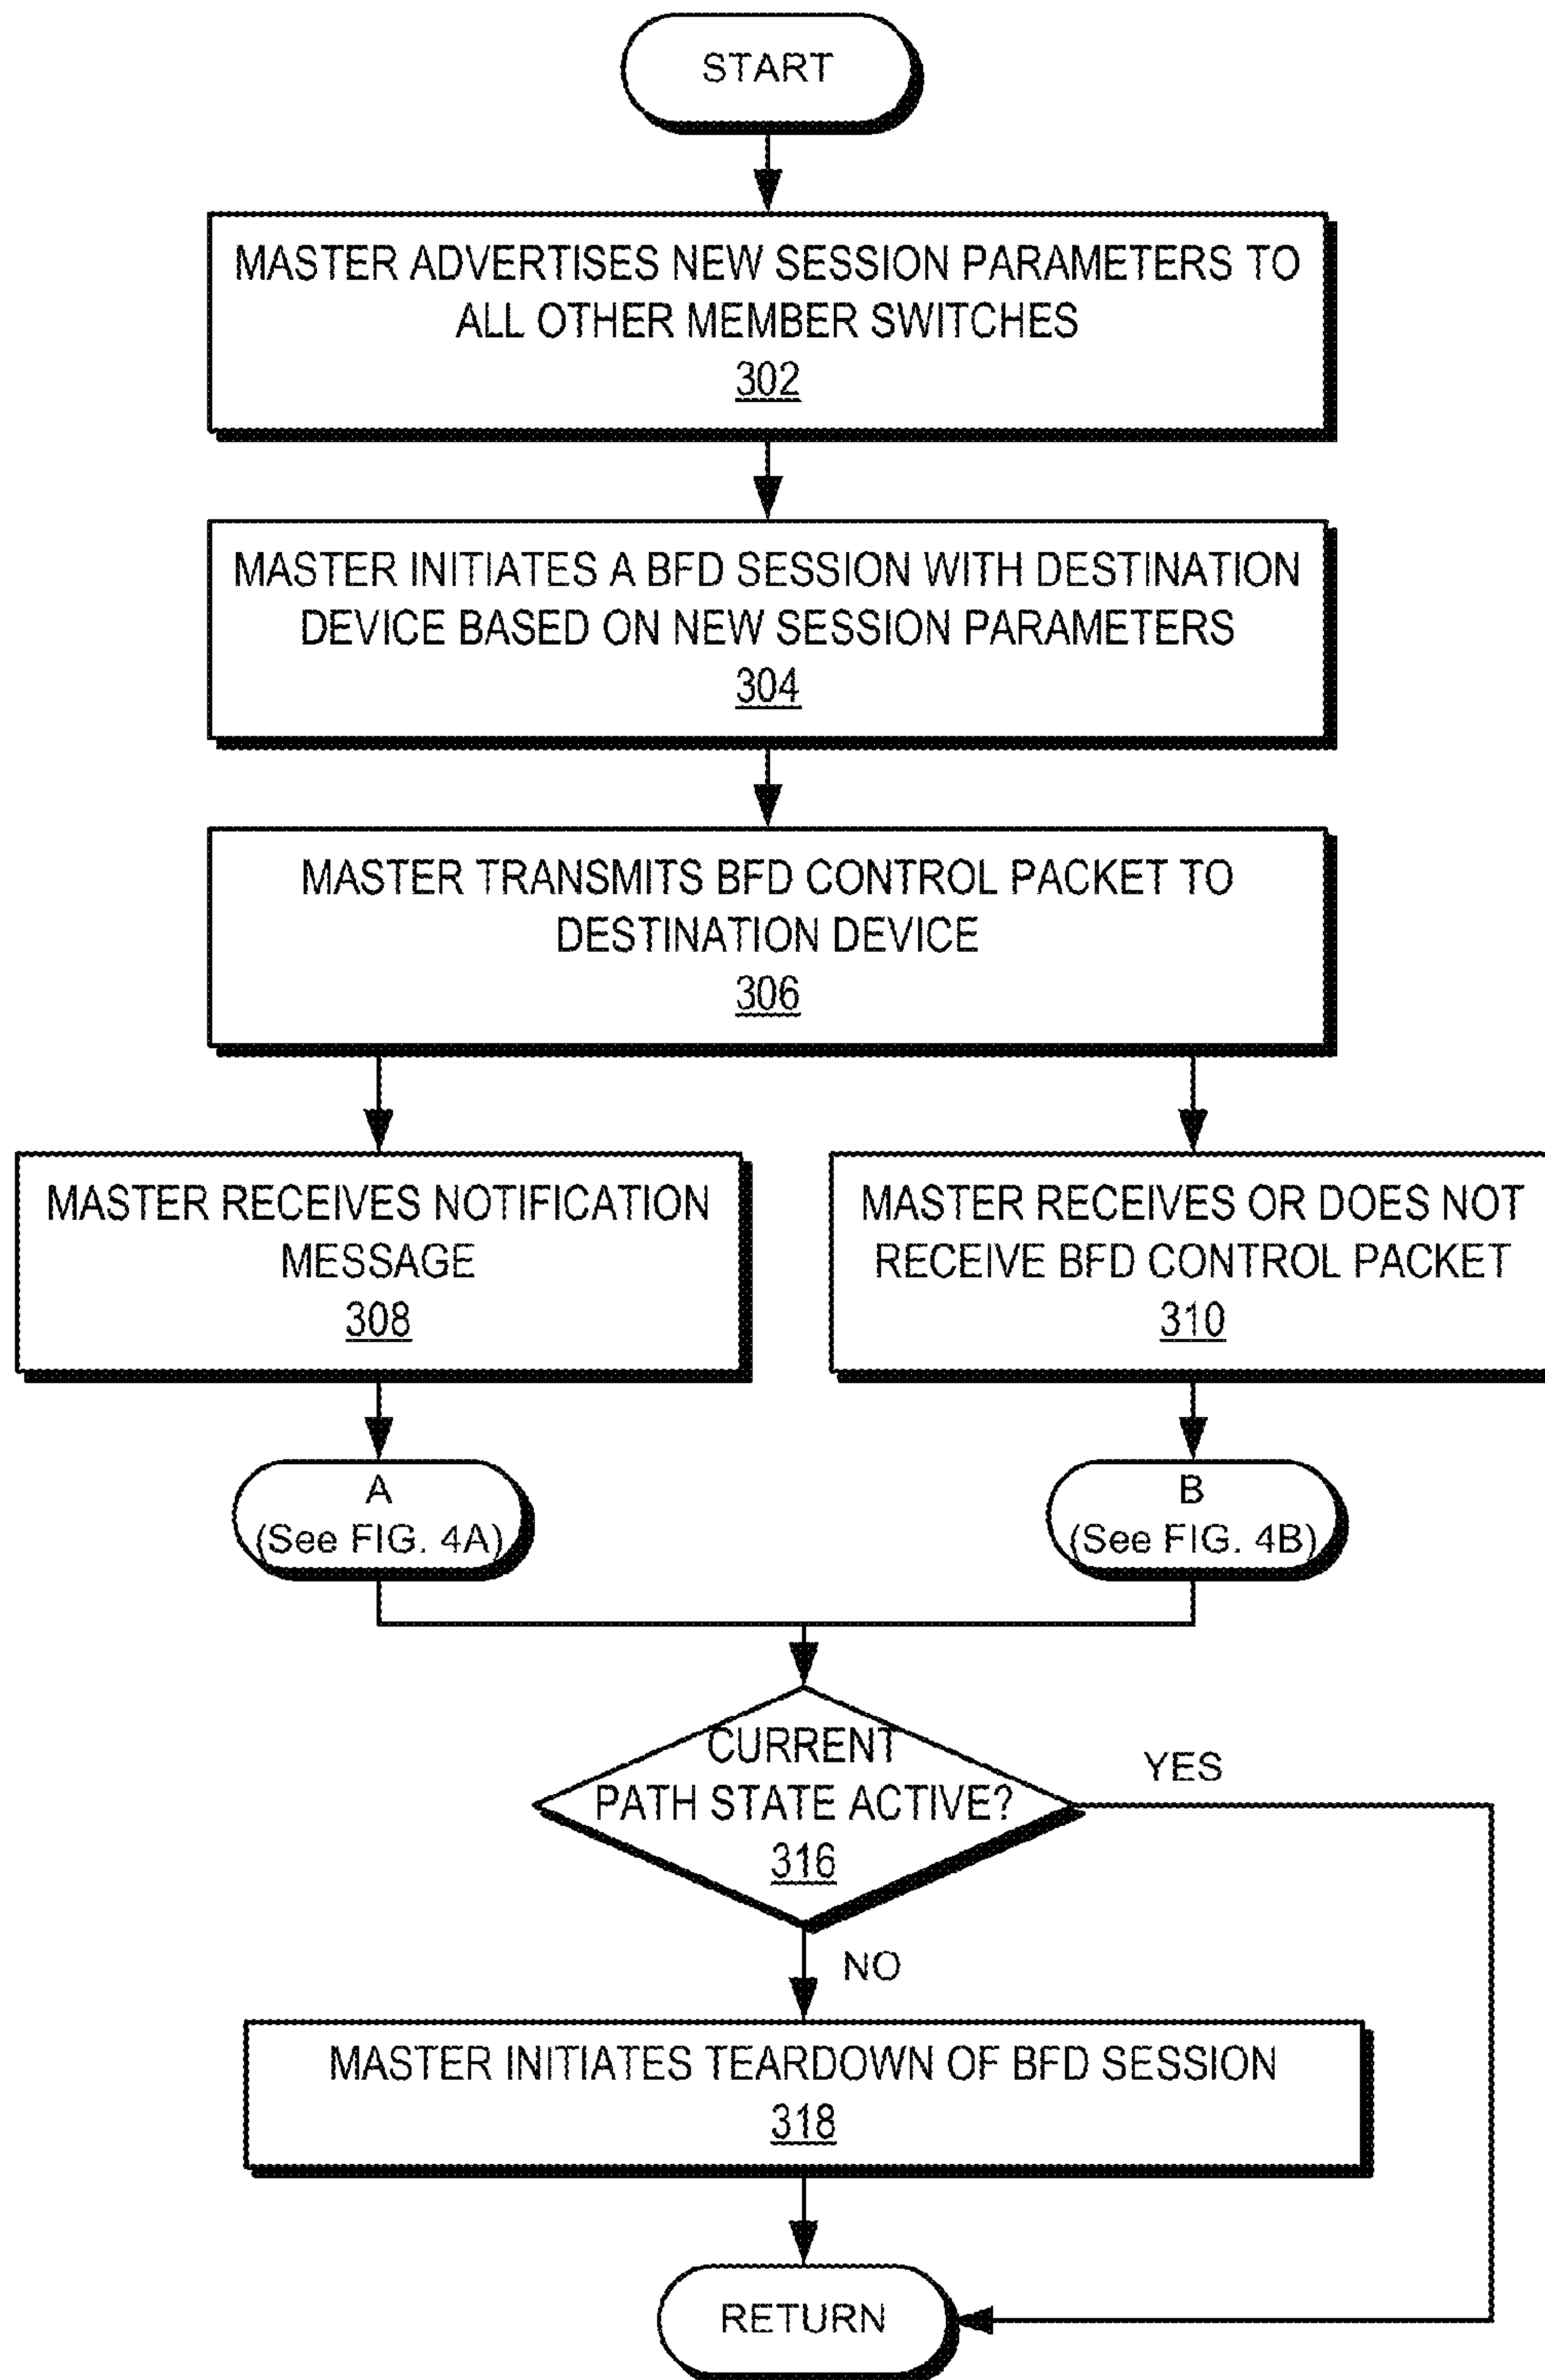 START
MASTER ADVERTISES NEW SESSION PARAMETERS TO
ALL OTHER MEMBER SWITCHES
302
MASTER INITIATES A BFD SESSION WITH DESTINATION
DEVICE BASED ON NEW SESSION PARAMETERS
304
MASTER TRANSMITS BFD CONTROL PACKET TO
DESTINATION DEVICE
306
MASTER RECEIVES NOTIFICATION
MESSAGE
308
MASTER RECEIVES OR DOES NOT
RECEIVE BFD CONTROL PACKET
310
A
(See FIG. 4A)
B
(See FIG. 4B)
CURRENT
PATH STATE ACTIVE?
316
YES
NO
MASTER INITIATES TEARDOWN OF BFD SESSION
318
RETURN